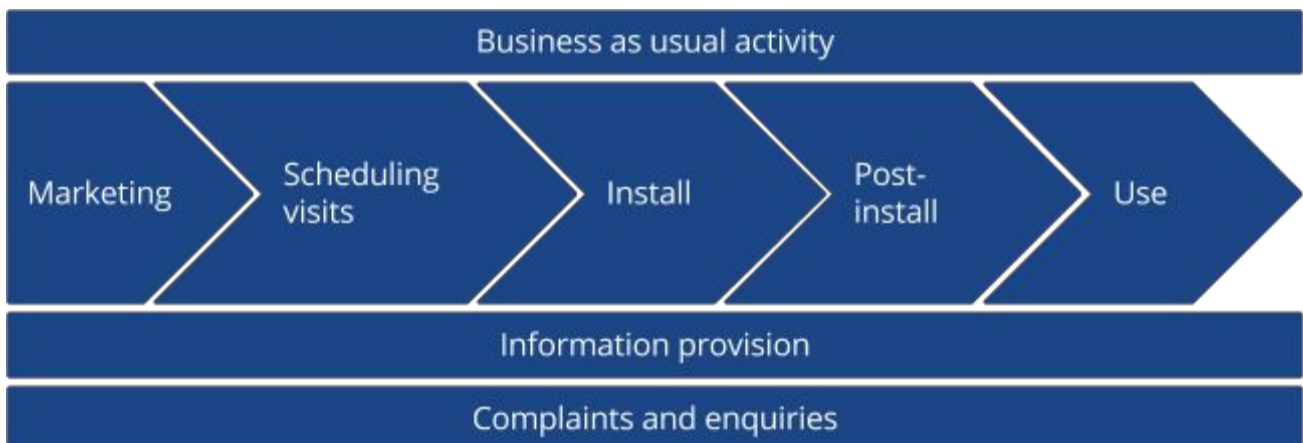 Business as usual activity
Marketing
Scheduling
visits
Install
Post-
install
Use
Information provision
Complaints and enquiries